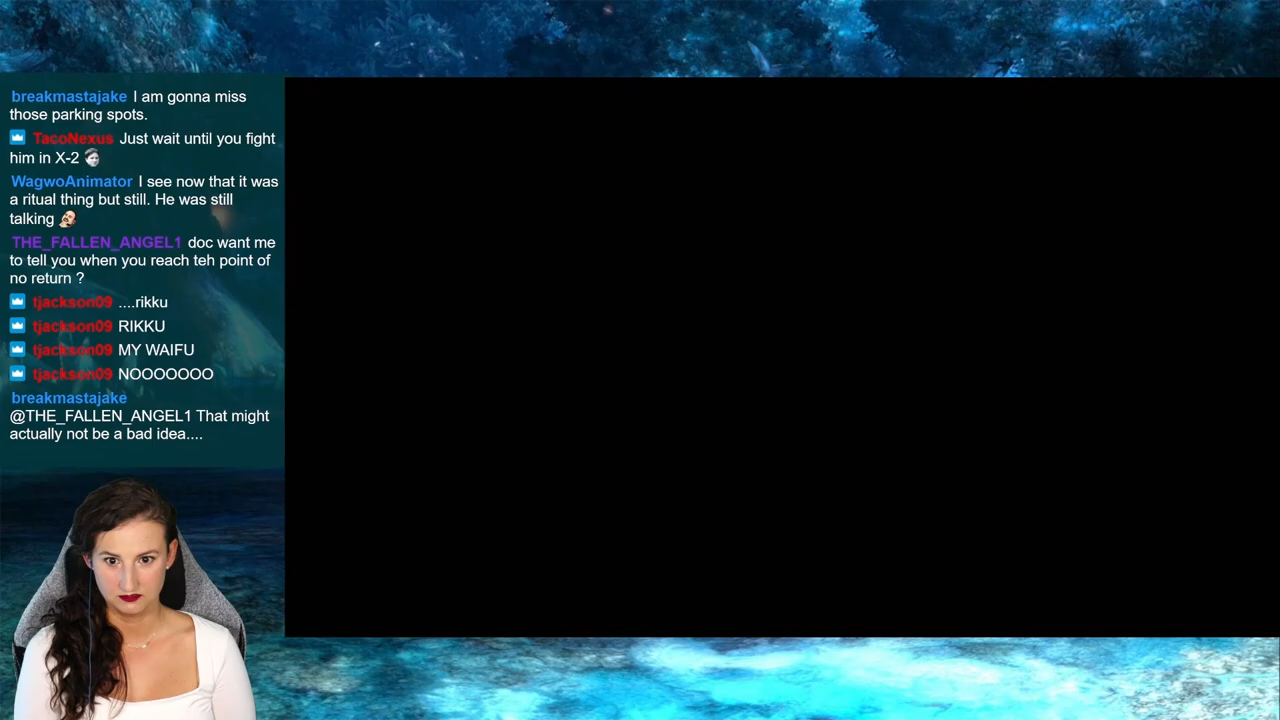 breakmastajake I am gonna miss
those parking spots.
TacoNexus Just wait until you fight
him in X-2
WagwoAnimator I see now that it was
a ritual thing but still. He was still
talking
THE_FALLEN_ANGEL1 doc want me
to tell you when you reach teh point of
no return ?
tjackson09 ....rikku
tjackson09 RIKKU
tjackson09 MY WAIFU
tjackson09 NOOOOOOO
breakmastajake
@THE_FALLEN_ANGEL1 That might
actually not be a bad idea....